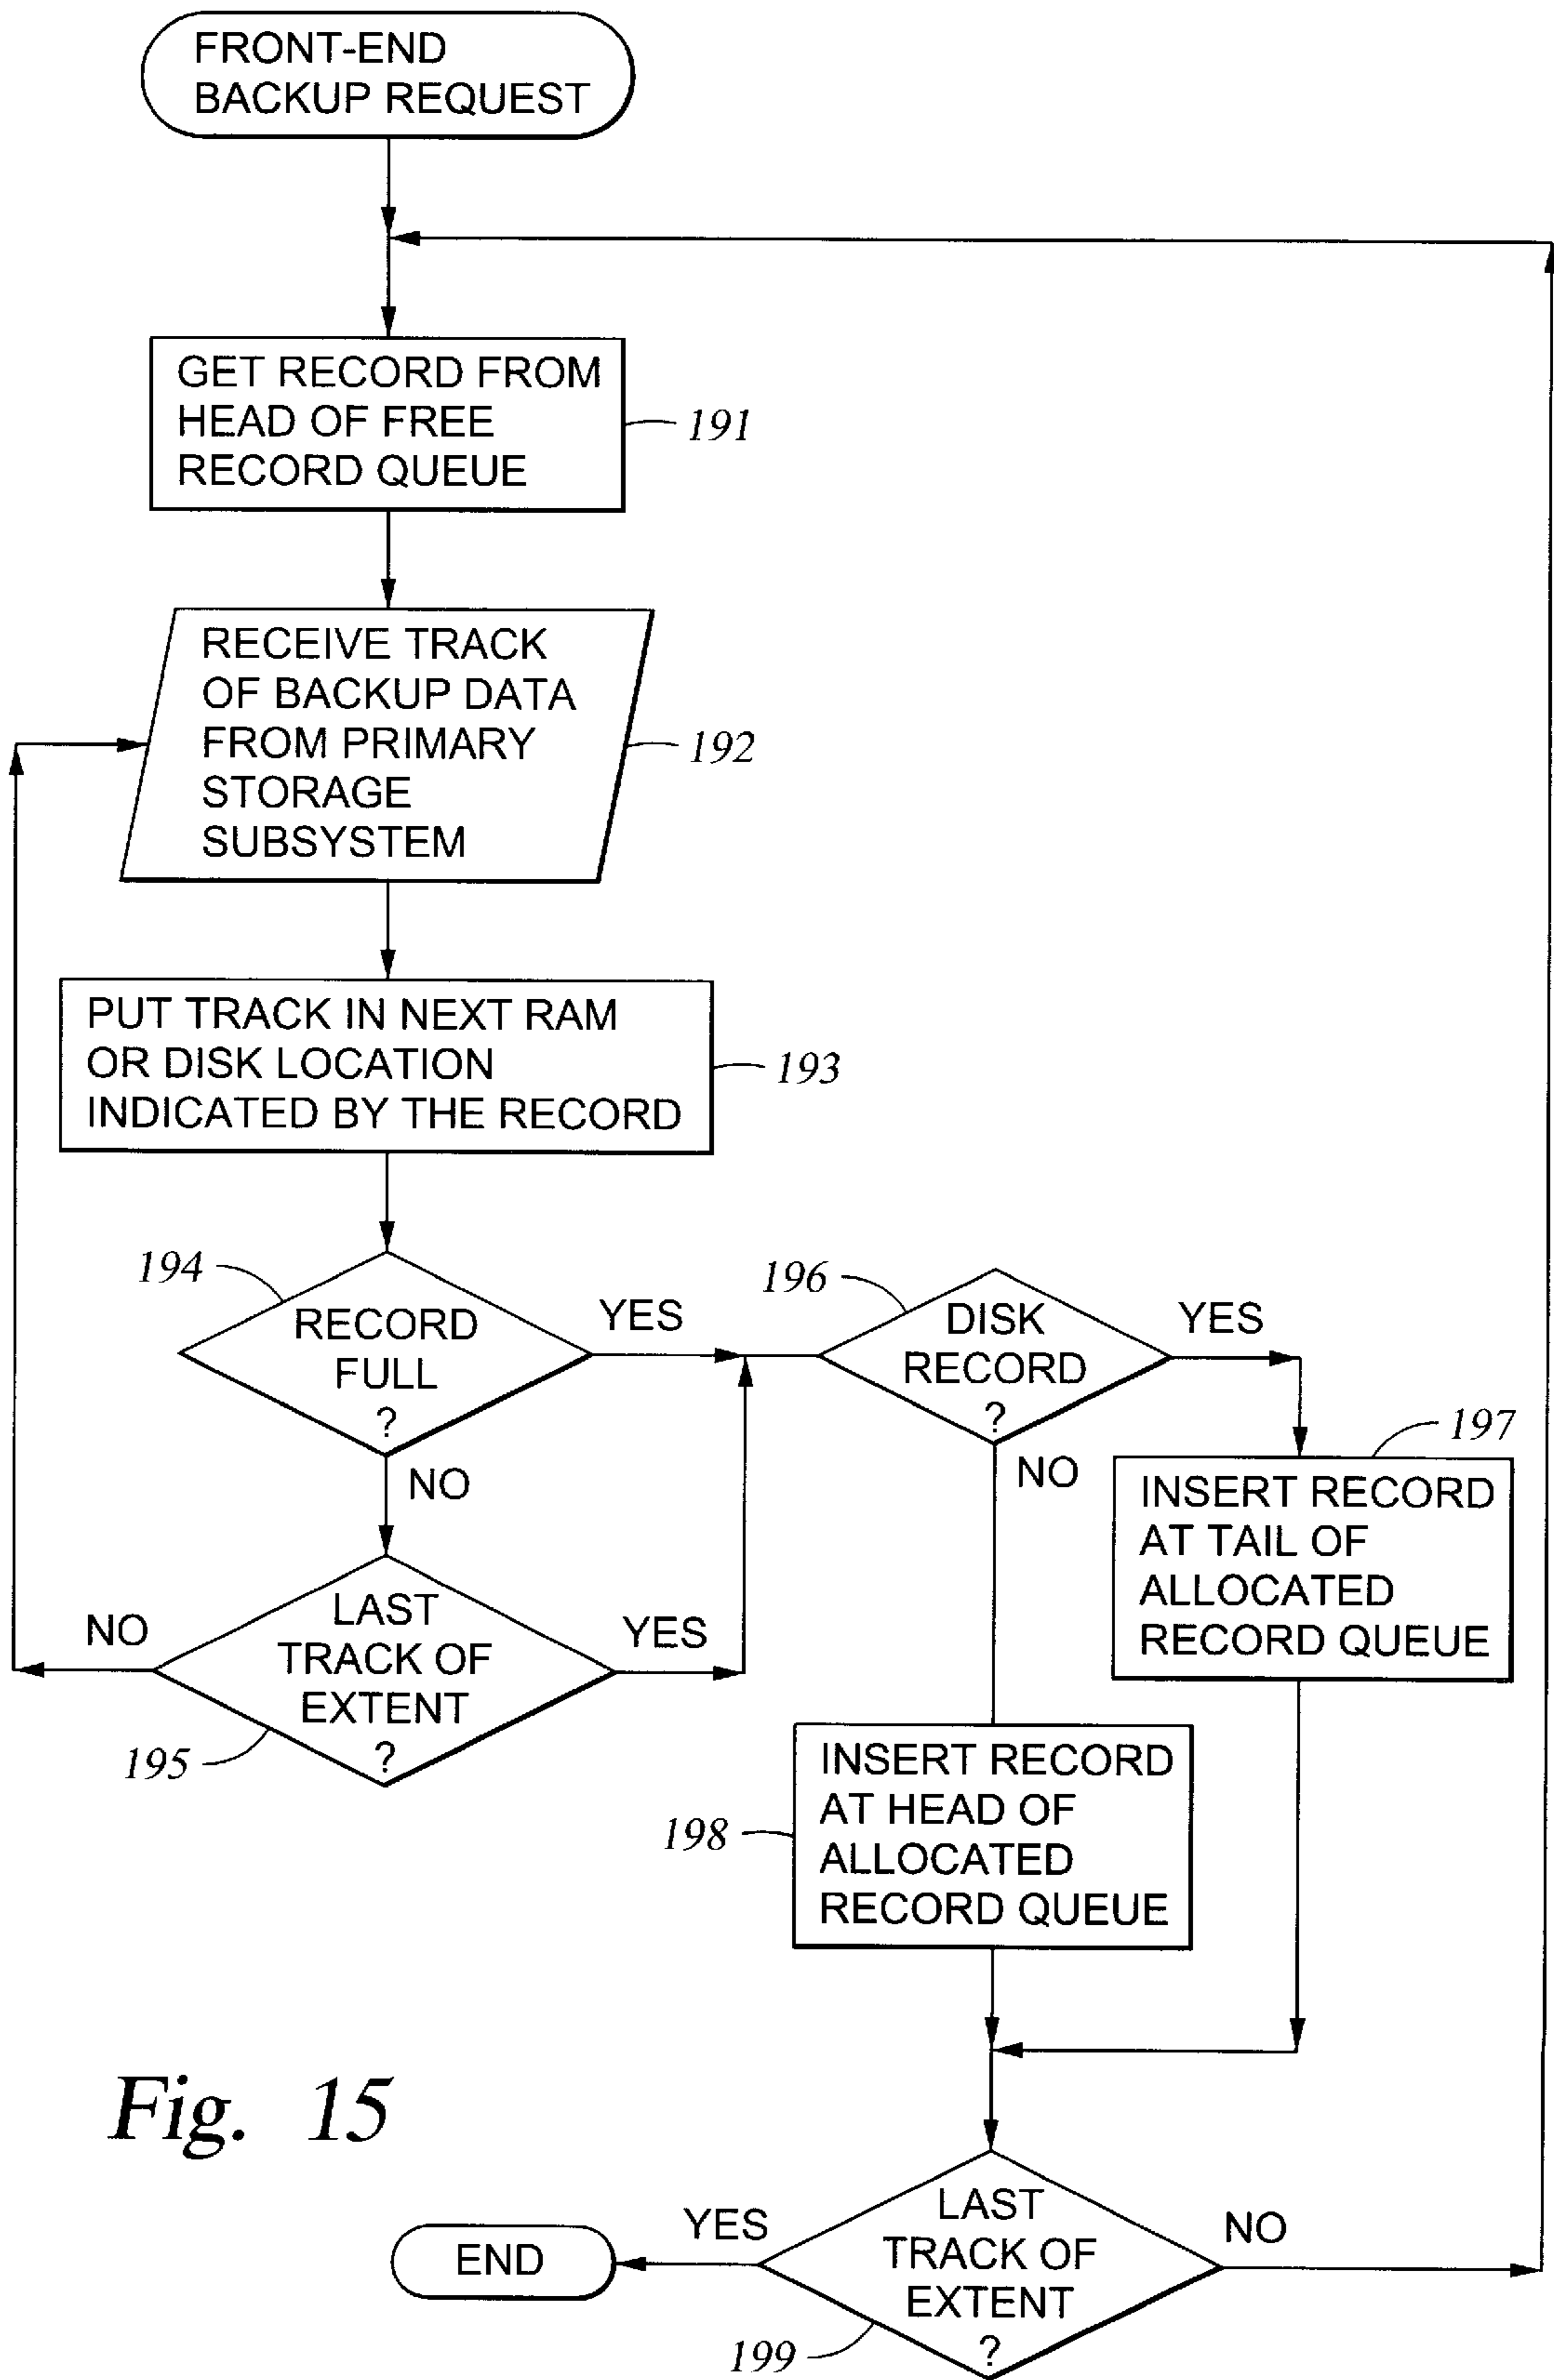 FRONT-END
BACKUP REQUEST
GET RECORD FROM
HEAD OF FREE
RECORD QUEUE
191
RECEIVE TRACK
OF BACKUP DATA
FROM PRIMARY
STORAGE
SUBSYSTEM
192
PUT TRACK IN NEXT RAM
OR DISK LOCATION
INDICATED BY THE RECORD
193
194
RECORD
FULL
?
YES
NO
196
DISK
RECORD
?
YES
NO
197
INSERT RECORD
AT TAIL OF
ALLOCATED
RECORD QUEUE
NO
LAST
TRACK OF
EXTENT
?
YES
195
198
INSERT RECORD
AT HEAD OF
ALLOCATED
RECORD QUEUE
Fig. 15
END
YES
LAST
TRACK OF
EXTENT
?
NO
199